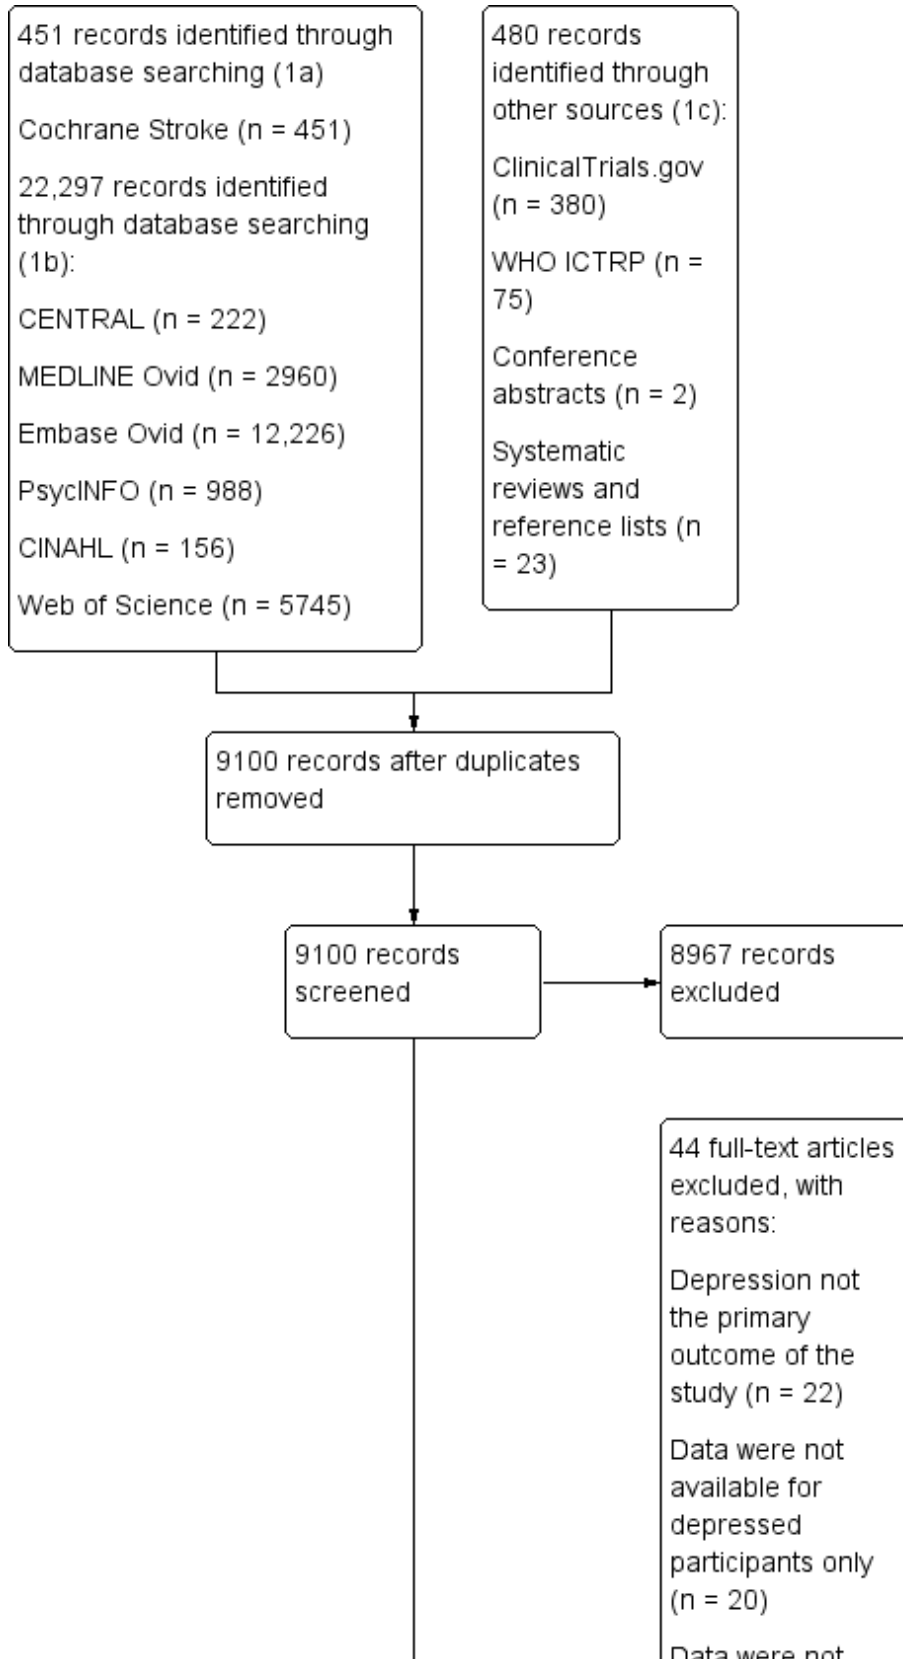 451 records identified through
database searching (1a)
Cochrane Stroke (n = 451)
22,297 records identified
through database searching
(1b):
CENTRAL (n = 222)
MEDLINE Ovid (n = 2960)
Embase Ovid (n = 12,226)
PsycINFO (n = 988)
CINAHL (n = 156)
Web of Science (n = 5745)
480 records
identified through
other sources (1c):
ClinicalTrials.gov
(n = 380)
WHO ICTRP (n =
75)
Conference
abstracts (n = 2)
Systematic
reviews and
reference lists (n
= 23)
9100 records after duplicates
removed
9100 records
screened
8967 records
excluded
44 full-text articles
excluded, with
reasons:
Depression not
the primary
outcome of the
study (n = 22)
Data were not
available for
depressed
participants only
(n = 20)
Data were not